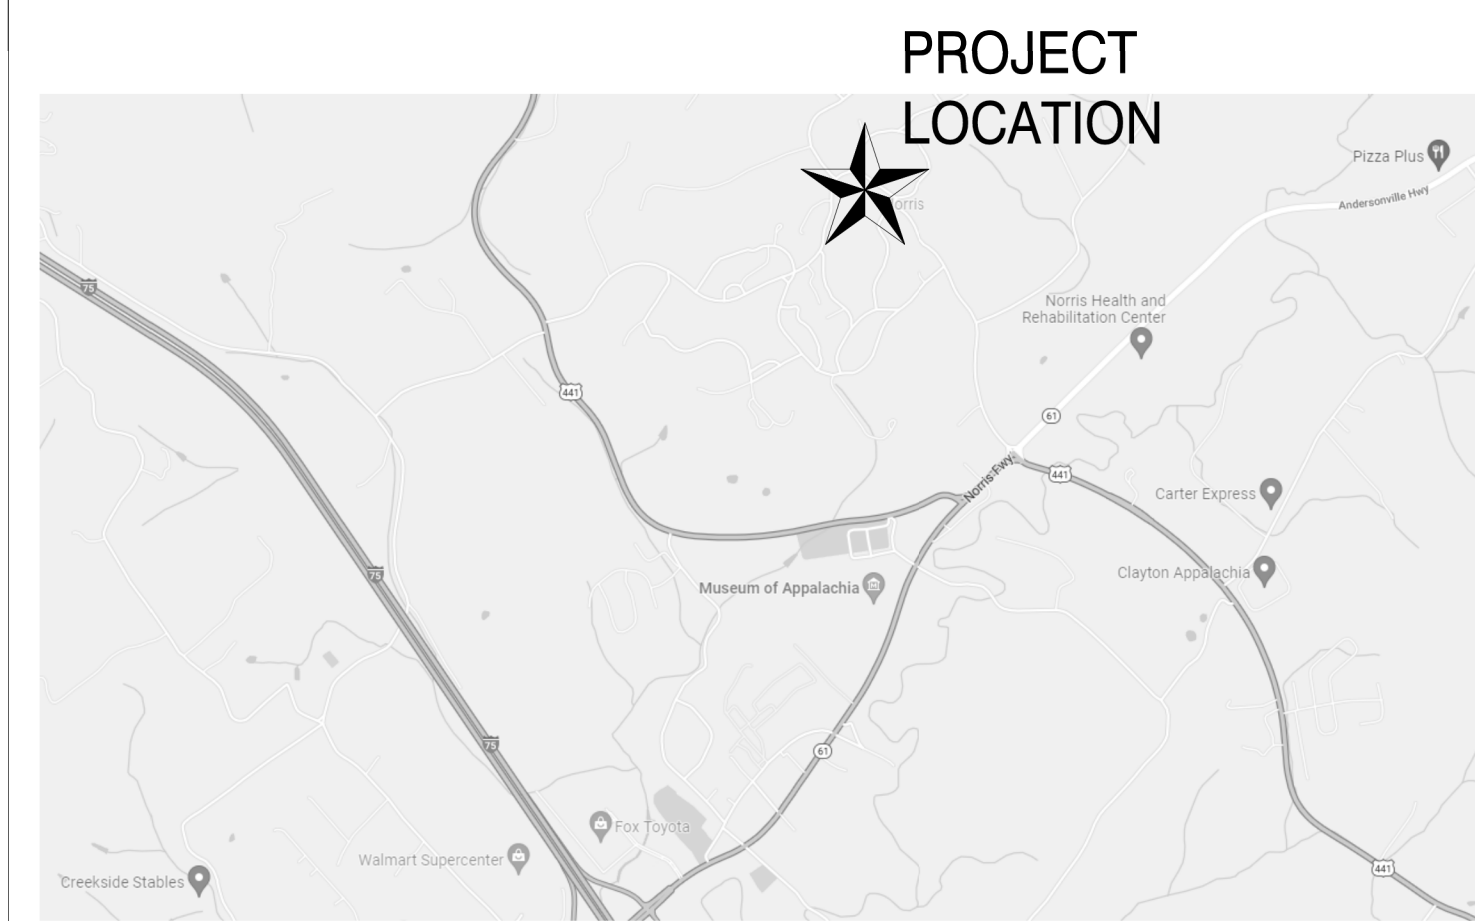 PROJECT
LOCATION
Pizza Plus
Andersonville Hwy
orris
75
Norris Health and
Rehabilitation Center
441
61
Norris Fwy.
441
Carter Express
75
Clayton Appalachia
Museum of Appalachia
75
61
Fox Toyota
Walmart Supercenter
441
Creekside Stables